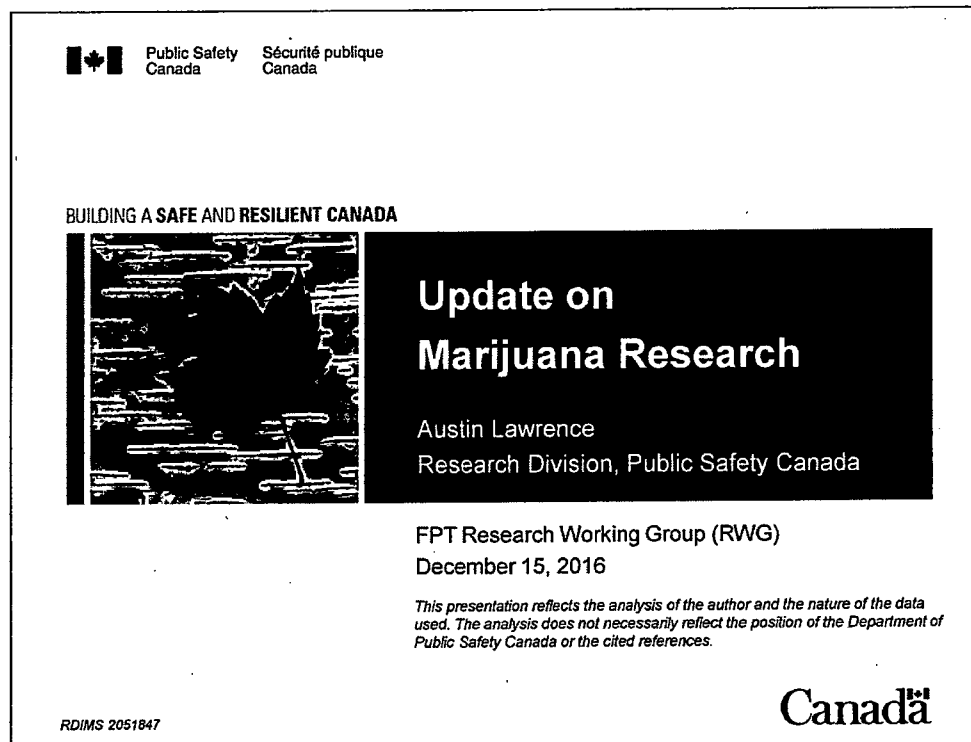 Public Safety Canada
Sécurité publique Canada
BUILDING A SAFE AND RESILIENT CANADA
Update on
Marijuana Research
Austin Lawrence
Research Division, Public Safety Canada
FPT Research Working Group (RWG)
December 15, 2016
This presentation reflects the analysis of the author and the nature of the data
used. The analysis does not necessarily reflect the position of the Department of
Public Safety Canada or the cited references.
RDIMS 2051847
Canada